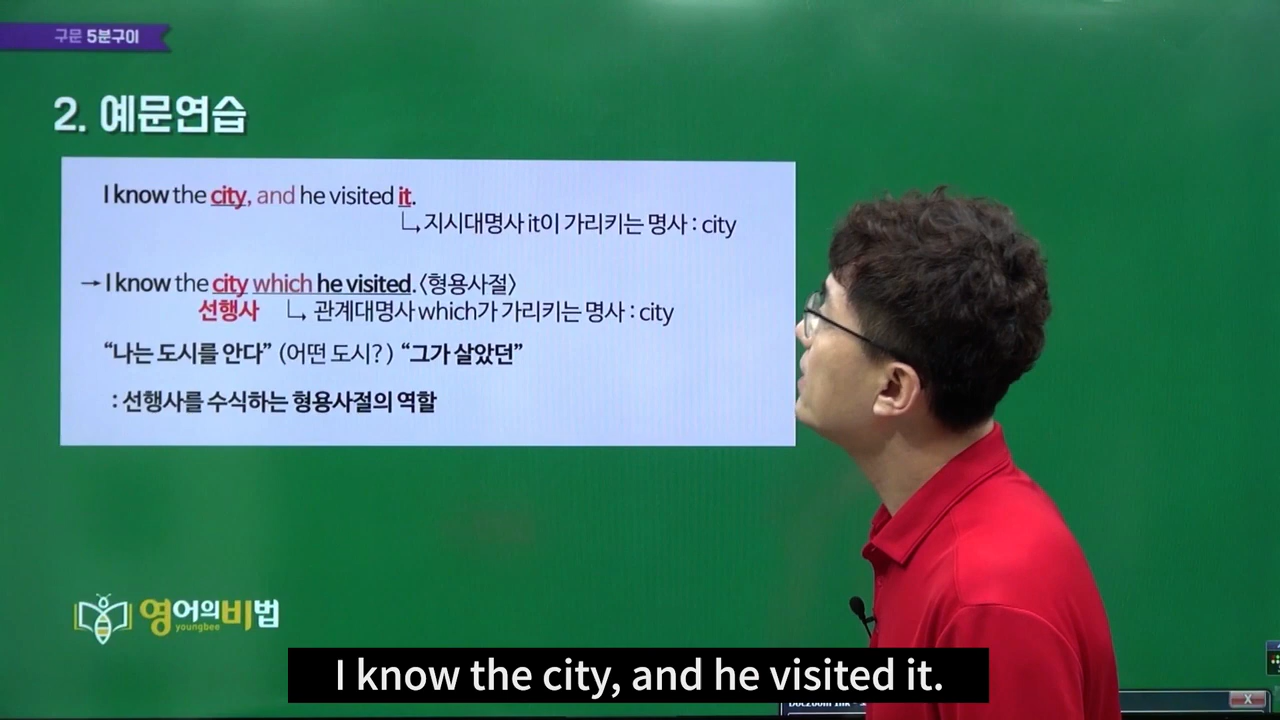 구문 5분구이
2. 예문연습
I know the city, and he visited it.
지시대명사 it이 가리키는 명사 : city
→ I know the city which he visited.〈형용사절〉
선행사 관계대명사 which가 가리키는 명사 : city
“나는 도시를 안다” (어떤 도시?) “그가 살았던”
: 선행사를 수식하는 형용사절의 역할
영어의비법
youngbee
I know the city, and he visited it.